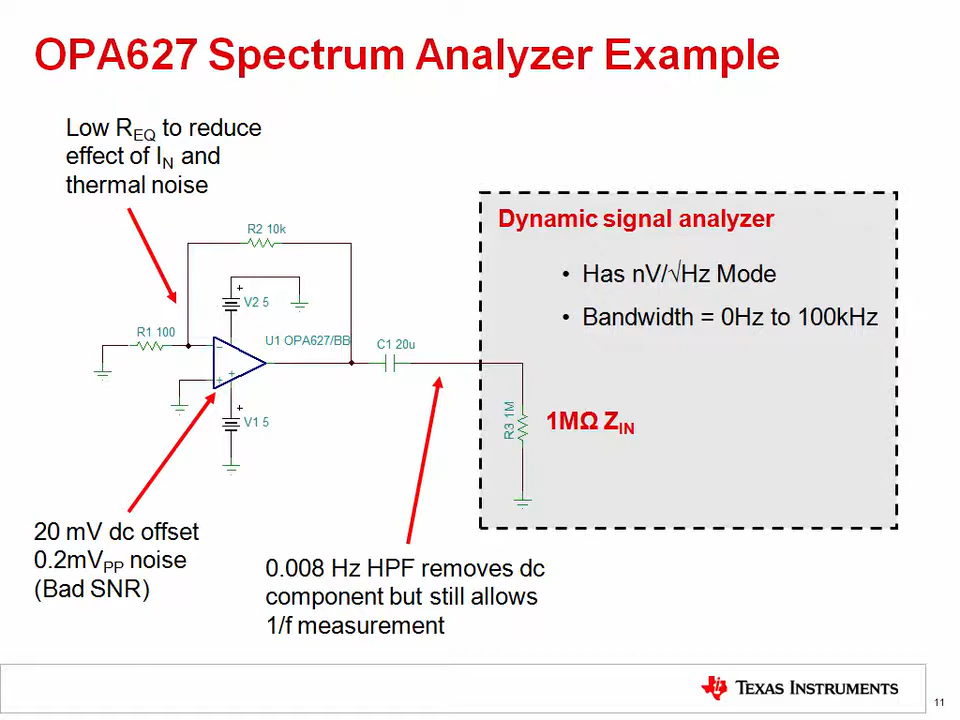 OPA627 Spectrum Analyzer Example
Low REQ to reduce
effect of IN and
thermal noise
R2 10k
+
V2 5
R1 100
−
+
+
U1 OPA627/BB
C1 20u
+
V1 5
Dynamic signal analyzer
• Has nV/√Hz Mode
• Bandwidth = 0Hz to 100kHz
R3 1M
1MΩ ZIN
20 mV dc offset
0.2mVPP noise
(Bad SNR)
0.008 Hz HPF removes dc
component but still allows
1/f measurement
TEXAS INSTRUMENTS
11